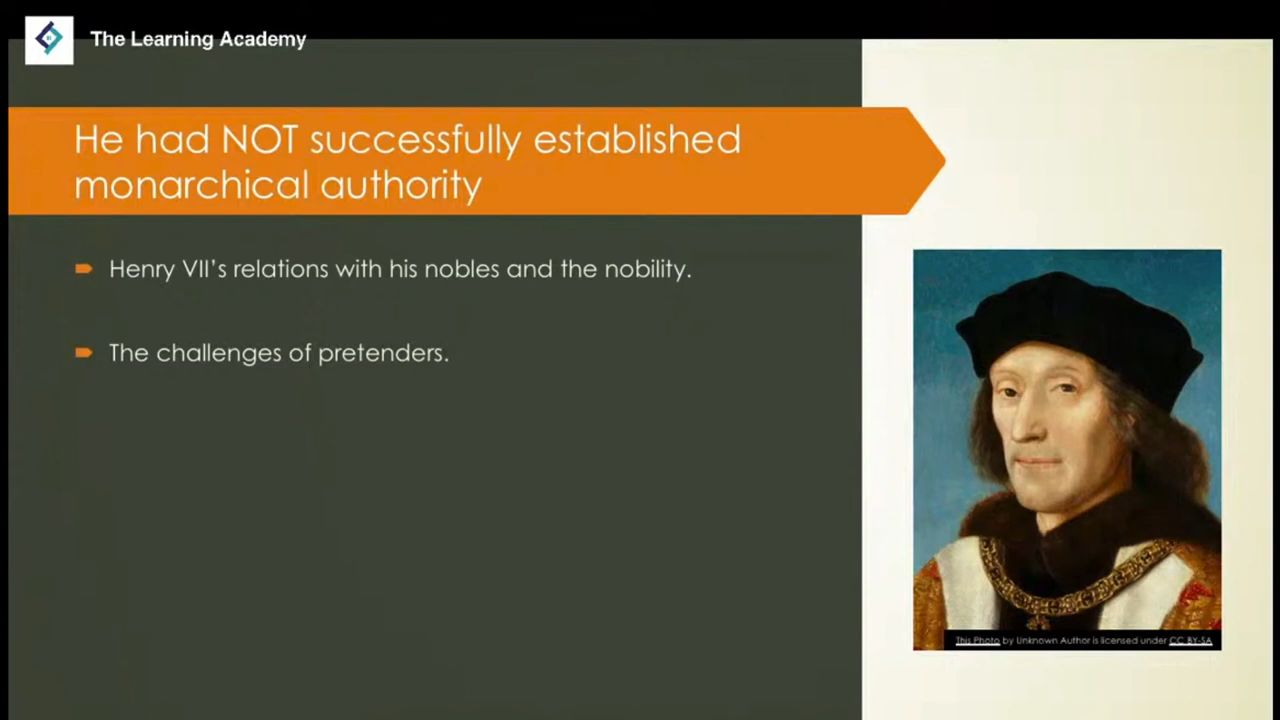 The Learning Academy
He had NOT successfully established
monarchical authority
Henry VII's relations with his nobles and the nobility.
The challenges of pretenders.
This Photo by Unknown Author is licensed under CC BY-SA